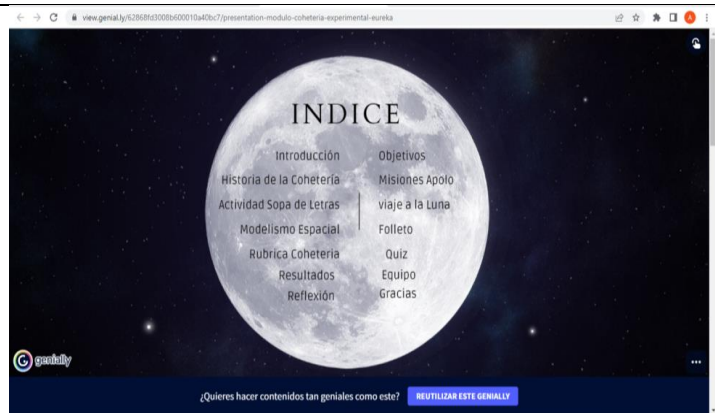 view.genial.ly/62868fd3008b600010a40bc7/presentation-modulo-coheteria-experimental-eureka
INDICE
Introducción
Objetivos
Historia de la Cohetería
Misiones Apolo
Actividad Sopa de Letras
viaje a la Luna
Modelismo Espacial
Folleto
Rubrica Coheteria
Quiz
Resultados
Equipo
Reflexión
Gracias
genially
¿Quieres hacer contenidos tan geniales como este?
REUTILIZAR ESTE GENIALLY